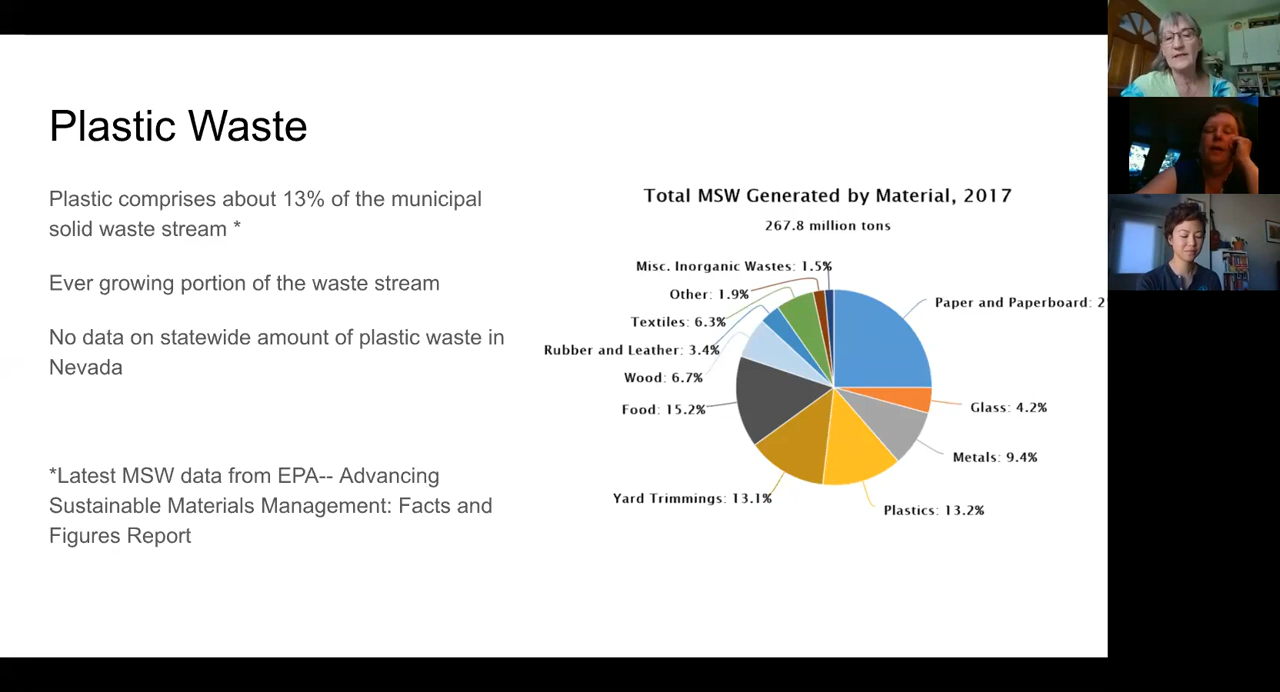 Plastic Waste
Plastic comprises about 13% of the municipal
solid waste stream *
Ever growing portion of the waste stream
No data on statewide amount of plastic waste in
Nevada
*Latest MSW data from EPA-- Advancing
Sustainable Materials Management: Facts and
Figures Report
Total MSW Generated by Material, 2017
267.8 million tons
Misc. Inorganic Wastes: 1.5%
Other: 1.9%
Textiles: 6.3%
Rubber and Leather: 3.4%
Wood: 6.7%
Food: 15.2%
Yard Trimmings: 13.1%
Paper and Paperboard: 2
Glass: 4.2%
Metals: 9.4%
Plastics: 13.2%